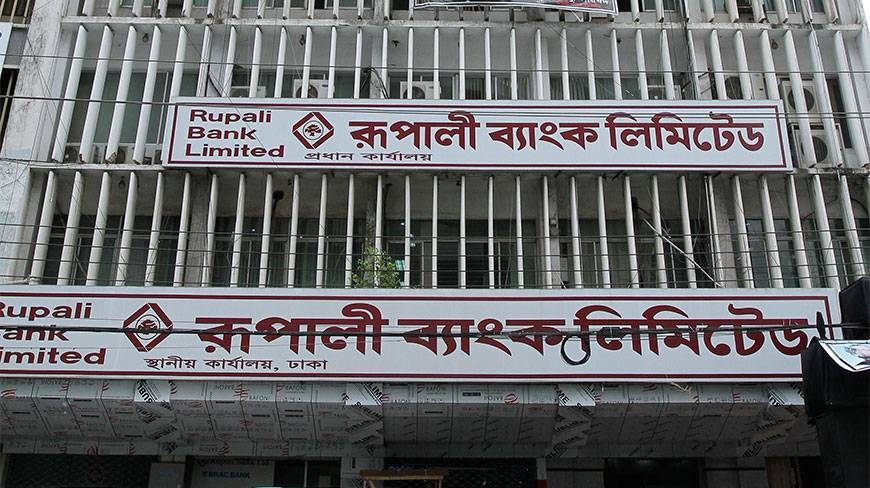 Rupali
Bank
Limited
রূপালী ব্যাংক লিমিটেড
প্রধান কার্যালয়
Rupali
Bank
Limited
রূপালী ব্যাংক লিমিটেড
স্থানীয় কার্যালয়, ঢাকা
BRAC BANK